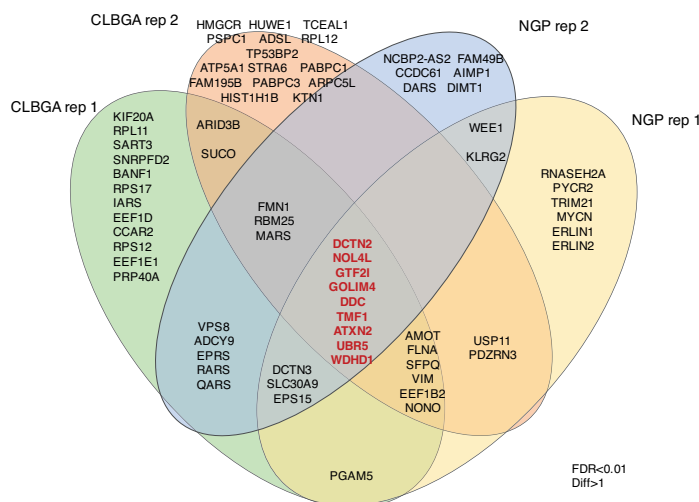 CLBGA rep 2
HMGCR HUWE1 TCEAL1
PSPC1 ADSL RPL12
TP53BP2
ATP5A1 STRA6 PABPC1
FAM195B PABPC3 ARPC5L
HIST1H1B KTN1
NGP rep 2
NCBP2-AS2 FAM49B
CCDC61 AIMP1
DARS DIMT1
CLBGA rep 1
KIF20A
RPL11
SART3
SNRPFD2
BANF1
RPS17
IARS
EEF1D
CCAR2
RPS12
EEF1E1
PRP40A
ARID3B
SUCO
WEE1
KLRG2
NGP rep 1
RNASEH2A
PYCR2
TRIM21
MYCN
ERLIN1
ERLIN2
FMN1
RBM25
MARS
DCTN2
NOL4L
GTF2I
GOLIM4
DDC
TMF1
ATXN2
UBR5
WDHD1
VPS8
ADCY9
EPRS
RARS
QARS
DCTN3
SLC30A9
EPS15
AMOT
FLNA
SFPQ
VIM
EEF1B2
NONO
USP11
PDZRN3
PGAM5
FDR<0.01
Diff>1